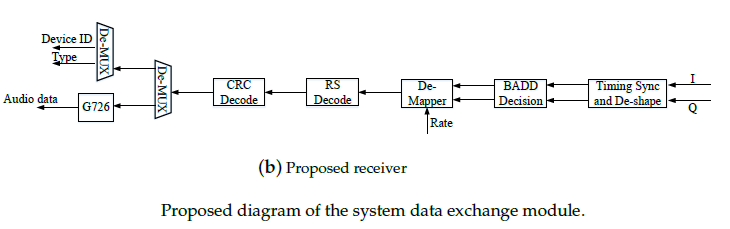 Device ID
Type
De-MUX
Audio data
G726
De-MUX
CRC
Decode
RS
Decode
De-
Mapper
Rate
BADD
Decision
Timing Sync
and De-shape
I
Q
(b) Proposed receiver
Proposed diagram of the system data exchange module.